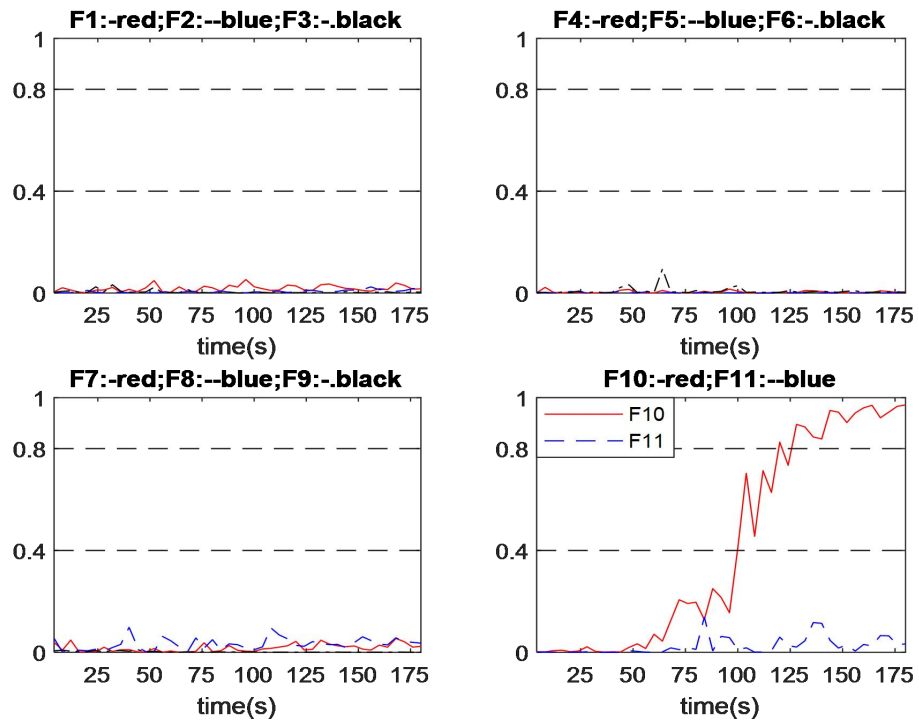 F1:-red;F2:--blue;F3:-.black
1
0.8
0.4
0
25 50 75 100 125 150 175
time(s)
F4:-red;F5:--blue;F6:-.black
1
0.8
0.4
0
25 50 75 100 125 150 175
time(s)
F7:-red;F8:--blue;F9:-.black
1
0.8
0.4
0
25 50 75 100 125 150 175
time(s)
F10:-red;F11:--blue
1
0.8
0.4
0
F10
F11
25 50 75 100 125 150 175
time(s)